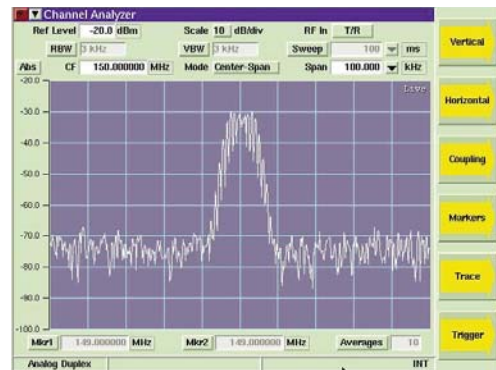 Channel Analyzer
Ref Level -20.0 dBm Scale 10 dB/div RF In T/R
RBW 3 kHz VBW 3 kHz Sweep 100 ms
Abs CF 150.000000 MHz Mode Center-Span Span 100.000 kHz
-20.0
Live
-30.0
-40.0
-50.0
-60.0
-70.0
-80.0
-90.0
-100.0
Mkr1 149.000000 MHz Mkr2 149.000000 MHz Averages 10
Analog Duplex INT
Vertical
Horizontal
Coupling
Markers
Trace
Trigger